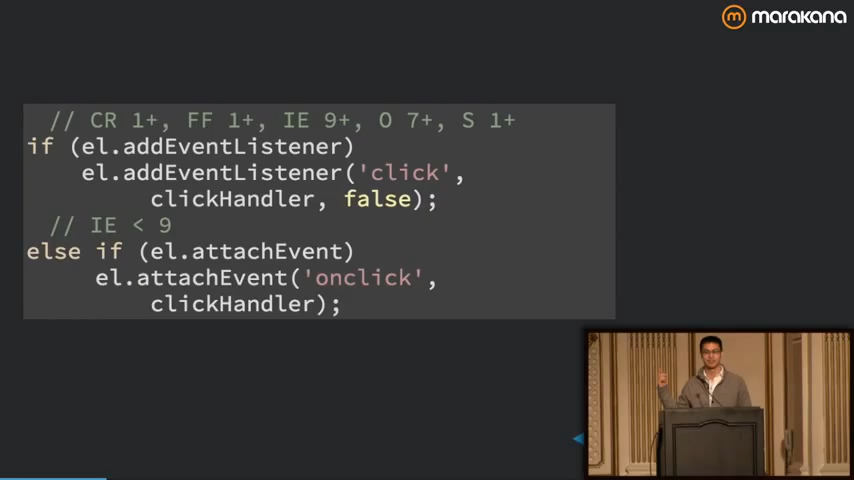 marakana
// CR 1+, FF 1+, IE 9+, O 7+, S 1+
if (el.addEventListener)
el.addEventListener('click',
clickHandler, false);
// IE < 9
else if (el.attachEvent)
el.attachEvent('onclick',
clickHandler);